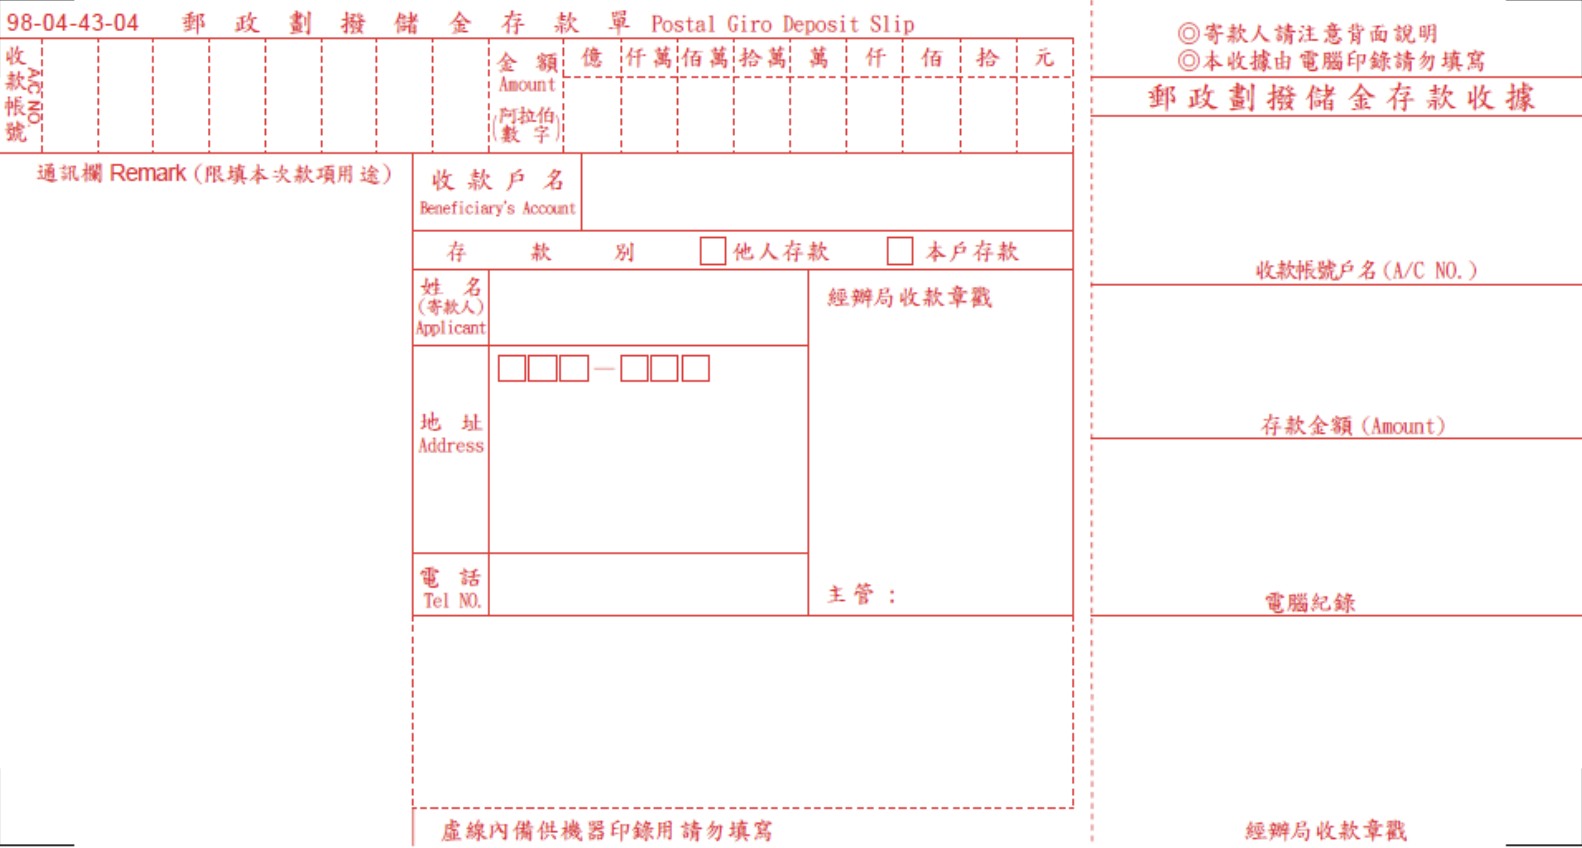 98-04-43-04 郵政劃撥儲金存款單 Postal Giro Deposit Slip
收款帳號
A/C NO.
金額
Amount
(阿拉伯數字)
億 仟萬 佰萬 拾萬 萬 仟 佰 拾 元
通訊欄 Remark (限填本次款項用途)
收款戶名
Beneficiary's Account
存款別 □他人存款 □本戶存款
姓名
(寄款人)
Applicant
經辦局收款章戳
□□□—□□□
地址
Address
電話
Tel NO.
主管：
虛線內備供機器印錄用請勿填寫
◎寄款人請注意背面說明
◎本收據由電腦印錄請勿填寫
郵政劃撥儲金存款收據
收款帳號戶名(A/C NO.)
存款金額(Amount)
電腦紀錄
經辦局收款章戳